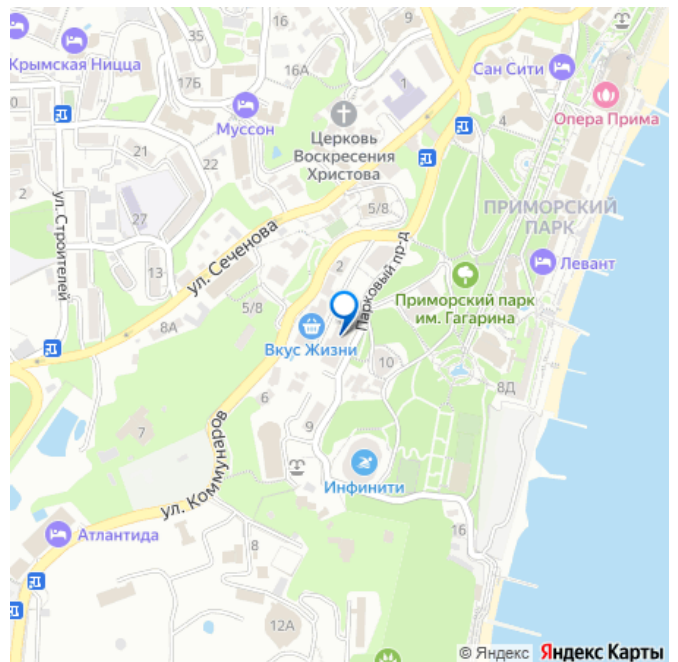 9
16
35
Крымская Ницца
17Б
16А
1
Сан Сити
Опера Прима
0
Муссон
4
Церковь
Воскресения
Христова
21
22
2
5/8
ПРИМОРСКИЙ
ПАРК
27
ул. Строителей
ул. Сеченова
13
2
Парковый пр-д
Левант
Приморский парк
им. Гагарина
5/8
8А
Вкус Жизни
10
8Д
6
9
7
ул. Коммунаров
Инфинити
16
Атлантида
8
12А
© Яндекс Яндекс Карты